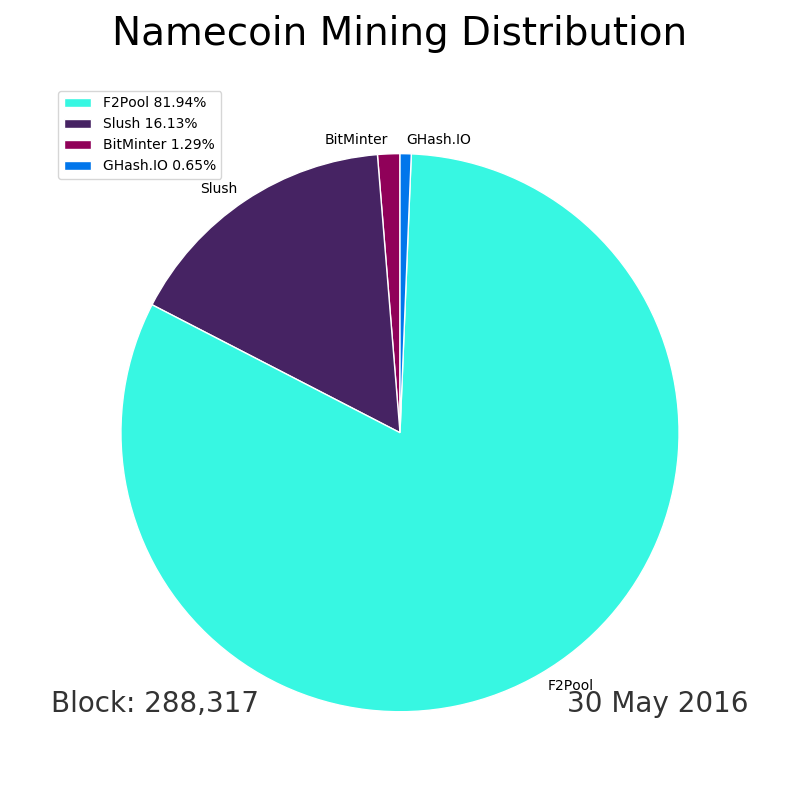 Namecoin Mining Distribution
F2Pool 81.94%
Slush 16.13%
BitMinter 1.29%
GHash.IO 0.65%
BitMinter
GHash.IO
Slush
F2Pool
Block: 288,317
30 May 2016